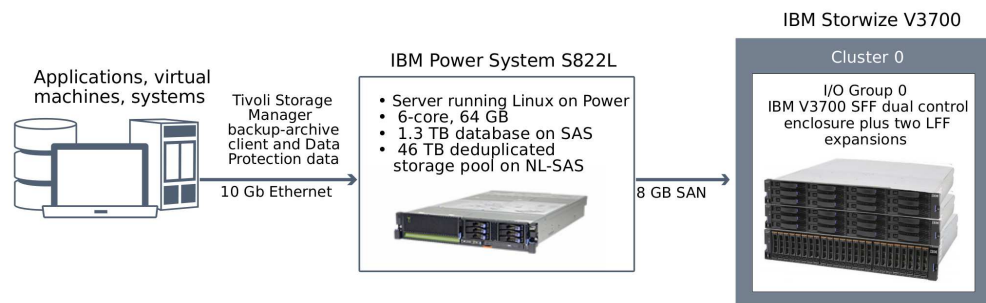 IBM Storwize V3700
Cluster 0
I/O Group 0
IBM V3700 SFF dual control
enclosure plus two LFF
expansions
IBM Power System S822L
• Server running Linux on Power
• 6-core, 64 GB
• 1.3 TB database on SAS
• 46 TB deduplicated
storage pool on NL-SAS
Applications, virtual
machines, systems
Tivoli Storage
Manager
backup-archive
client and Data
Protection data
10 Gb Ethernet
8 GB SAN